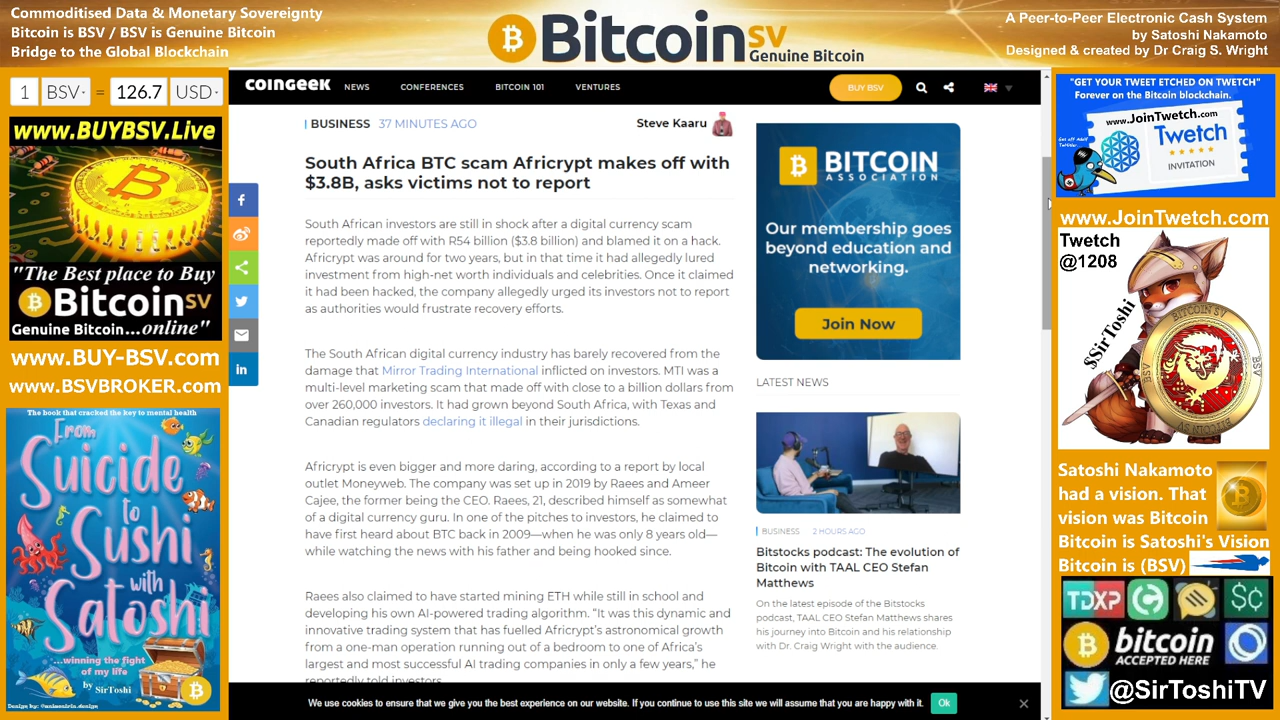 Commoditised Data & Monetary Sovereignty
Bitcoin is BSV / BSV is Genuine Bitcoin
Bridge to the Global Blockchain
BitcoinSV
Genuine Bitcoin
A Peer-to-Peer Electronic Cash System
by Satoshi Nakamoto
Designed & created by Dr Craig S. Wright
1 BSV = 126.7 USD
www.BUYBSV.Live
"The Best place to Buy
BitcoinSV
Genuine Bitcoin...online"
www.BUY-BSV.com
www.BSVBROKER.com
The book that cracked the key to mental health
From
Suicide
to
Sushi
with
Satoshi
...winning the fight
of my life
by SirToshi
COINGEEK
NEWS
CONFERENCES
BITCOIN 101
VENTURES
BUY BSV
BUSINESS 37 MINUTES AGO
Steve Kaaru
South Africa BTC scam Africrypt makes off with
$3.8B, asks victims not to report
South African investors are still in shock after a digital currency scam
reportedly made off with R54 billion ($3.8 billion) and blamed it on a hack.
Africrypt was around for two years, but in that time it had allegedly lured
investment from high-net worth individuals and celebrities. Once it claimed
it had been hacked, the company allegedly urged its investors not to report
as authorities would frustrate recovery efforts.
The South African digital currency industry has barely recovered from the
damage that Mirror Trading International inflicted on investors. MTI was a
multi-level marketing scam that made off with close to a billion dollars from
over 260,000 investors. It had grown beyond South Africa, with Texas and
Canadian regulators declaring it illegal in their jurisdictions.
Africrypt is even bigger and more daring, according to a report by local
outlet Moneyweb. The company was set up in 2019 by Raees and Ameer
Cajee, the former being the CEO. Raees, 21, described himself as somewhat
of a digital currency guru. In one of the pitches to investors, he claimed to
have first heard about BTC back in 2009—when he was only 8 years old—
while watching the news with his father and being hooked since.
Raees also claimed to have started mining ETH while still in school and
developing his own AI-powered trading algorithm. “It was this dynamic and
innovative trading system that has fuelled Africrypt’s astronomical growth
from a one-man operation running out of a bedroom to one of Africa’s
largest and most successful AI trading companies in only a few years,” he
reportedly told investors.
f
in
BITCOIN
ASSOCIATION
Our membership goes
beyond education and
networking.
Join Now
LATEST NEWS
BUSINESS 2 HOURS AGO
Bitstocks podcast: The evolution of
Bitcoin with TAAL CEO Stefan
Matthews
On the latest episode of the Bitstocks
podcast, TAAL CEO Stefan Matthews shares
his journey into Bitcoin and his relationship
with Dr. Craig Wright with the audience.
We use cookies to ensure that we give you the best experience on our website. If you continue to use this site we will assume that you are happy with it.
Ok
"GET YOUR TWEET ETCHED ON TWETCH"
Forever on the Bitcoin blockchain.
www.JoinTwetch.com
Twetch
INVITATION
www.JoinTwetch.com
Twetch
@1208
$SirToshi
BITCOIN SV
BSV
BSV
Satoshi Nakamoto
had a vision. That
vision was Bitcoin
Bitcoin is Satoshi's Vision
Bitcoin is (BSV)
TDXP
bitcoin
ACCEPTED HERE
@SirToshiTV